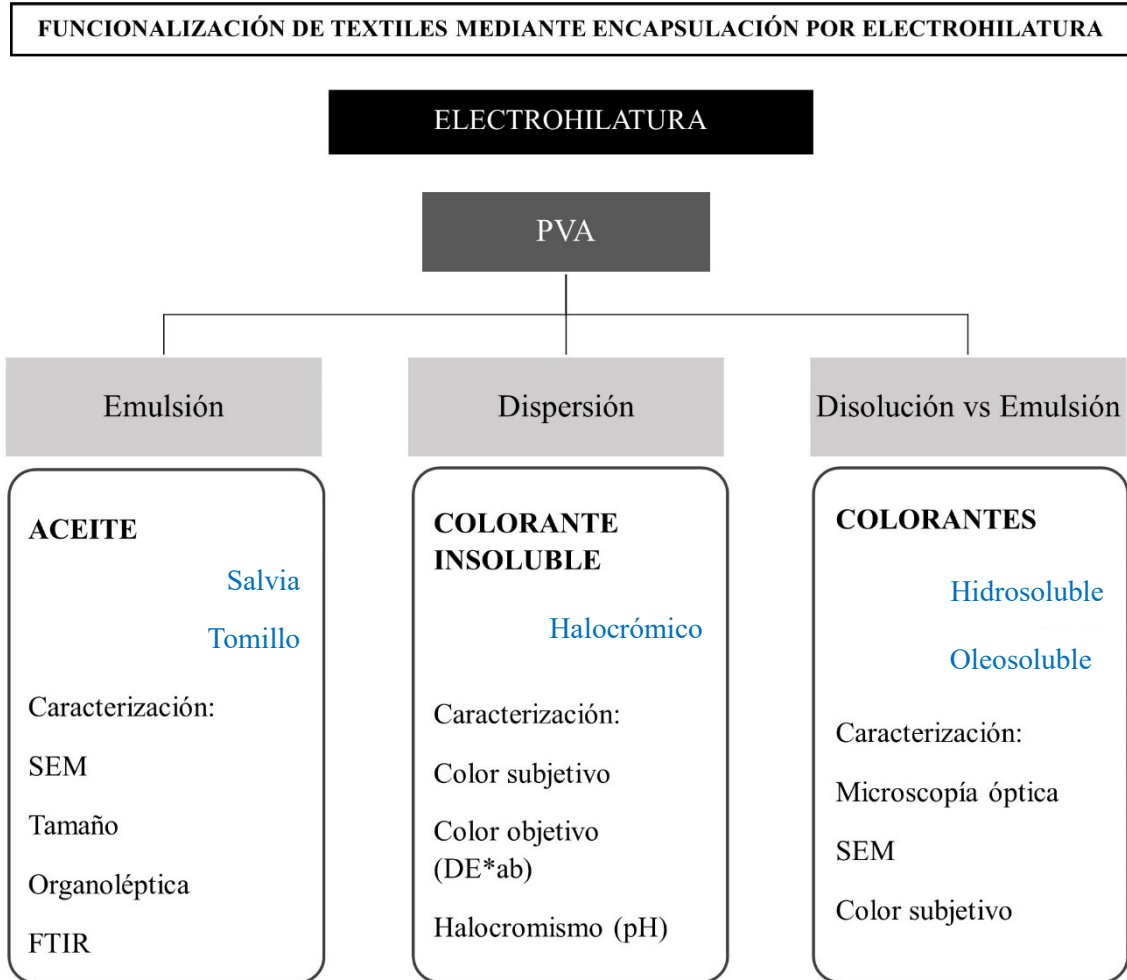 FUNCIONALIZACIÓN DE TEXTILES MEDIANTE ENCAPSULACIÓN POR ELECTROHILATURA
ELECTROHILATURA
PVA
Emulsión
Dispersión
Disolución vs Emulsión
ACEITE
Salvia
Tomillo
Caracterización:
SEM
Tamaño
Organoléptica
FTIR
COLORANTE
INSOLUBLE
Halocrómico
Caracterización:
Color subjetivo
Color objetivo
(DE*ab)
Halocromismo (pH)
COLORANTES
Hidrosoluble
Oleosoluble
Caracterización:
Microscopía óptica
SEM
Color subjetivo